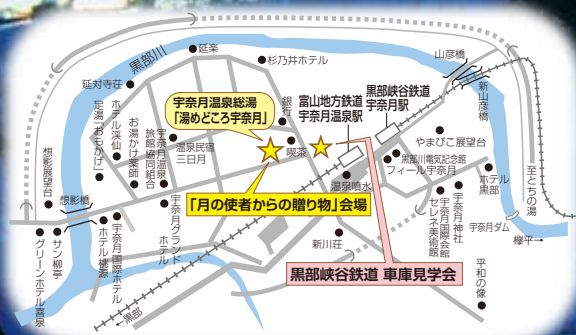 黒部川
延楽
杉乃井ホテル
山彦橋
新山彦橋
延対寺荘
宇奈月温泉総湯
「湯めどころ宇奈月」
銀行
富山地方鉄道
宇奈月温泉駅
黒部峡谷鉄道
宇奈月駅
足湯「おもかげ」
ホテル渓仙
お湯かけ薬師
宇奈月温泉
旅館協同組合
温泉民宿
三日月
喫茶
やまびこ展望台
黒部川電気記念館
フィール宇奈月
ホテル
黒部
至とちの湯
想影展望台
想影橋
温泉噴水
「月の使者からの贈り物」会場
宇奈月神社
宇奈月国際会館
セレネ美術館
宇奈月ダム
欅平→
グリーンホテル喜泉
サン柳亭
ホテル桃源
宇奈月国際ホテル
宇奈月グランド
ホテル
新川荘
黒部峡谷鉄道 車庫見学会
平和の像
←黒部